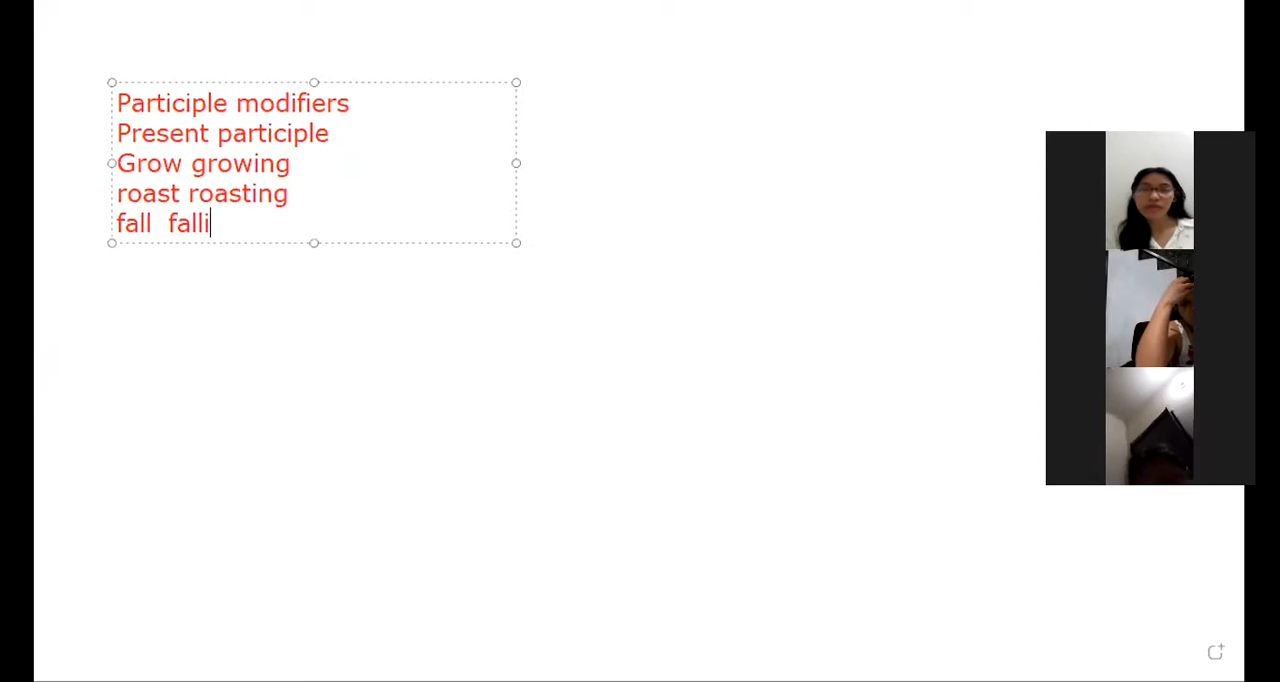 Participle modifiers
Present participle
Grow growing
roast roasting
fall  falli